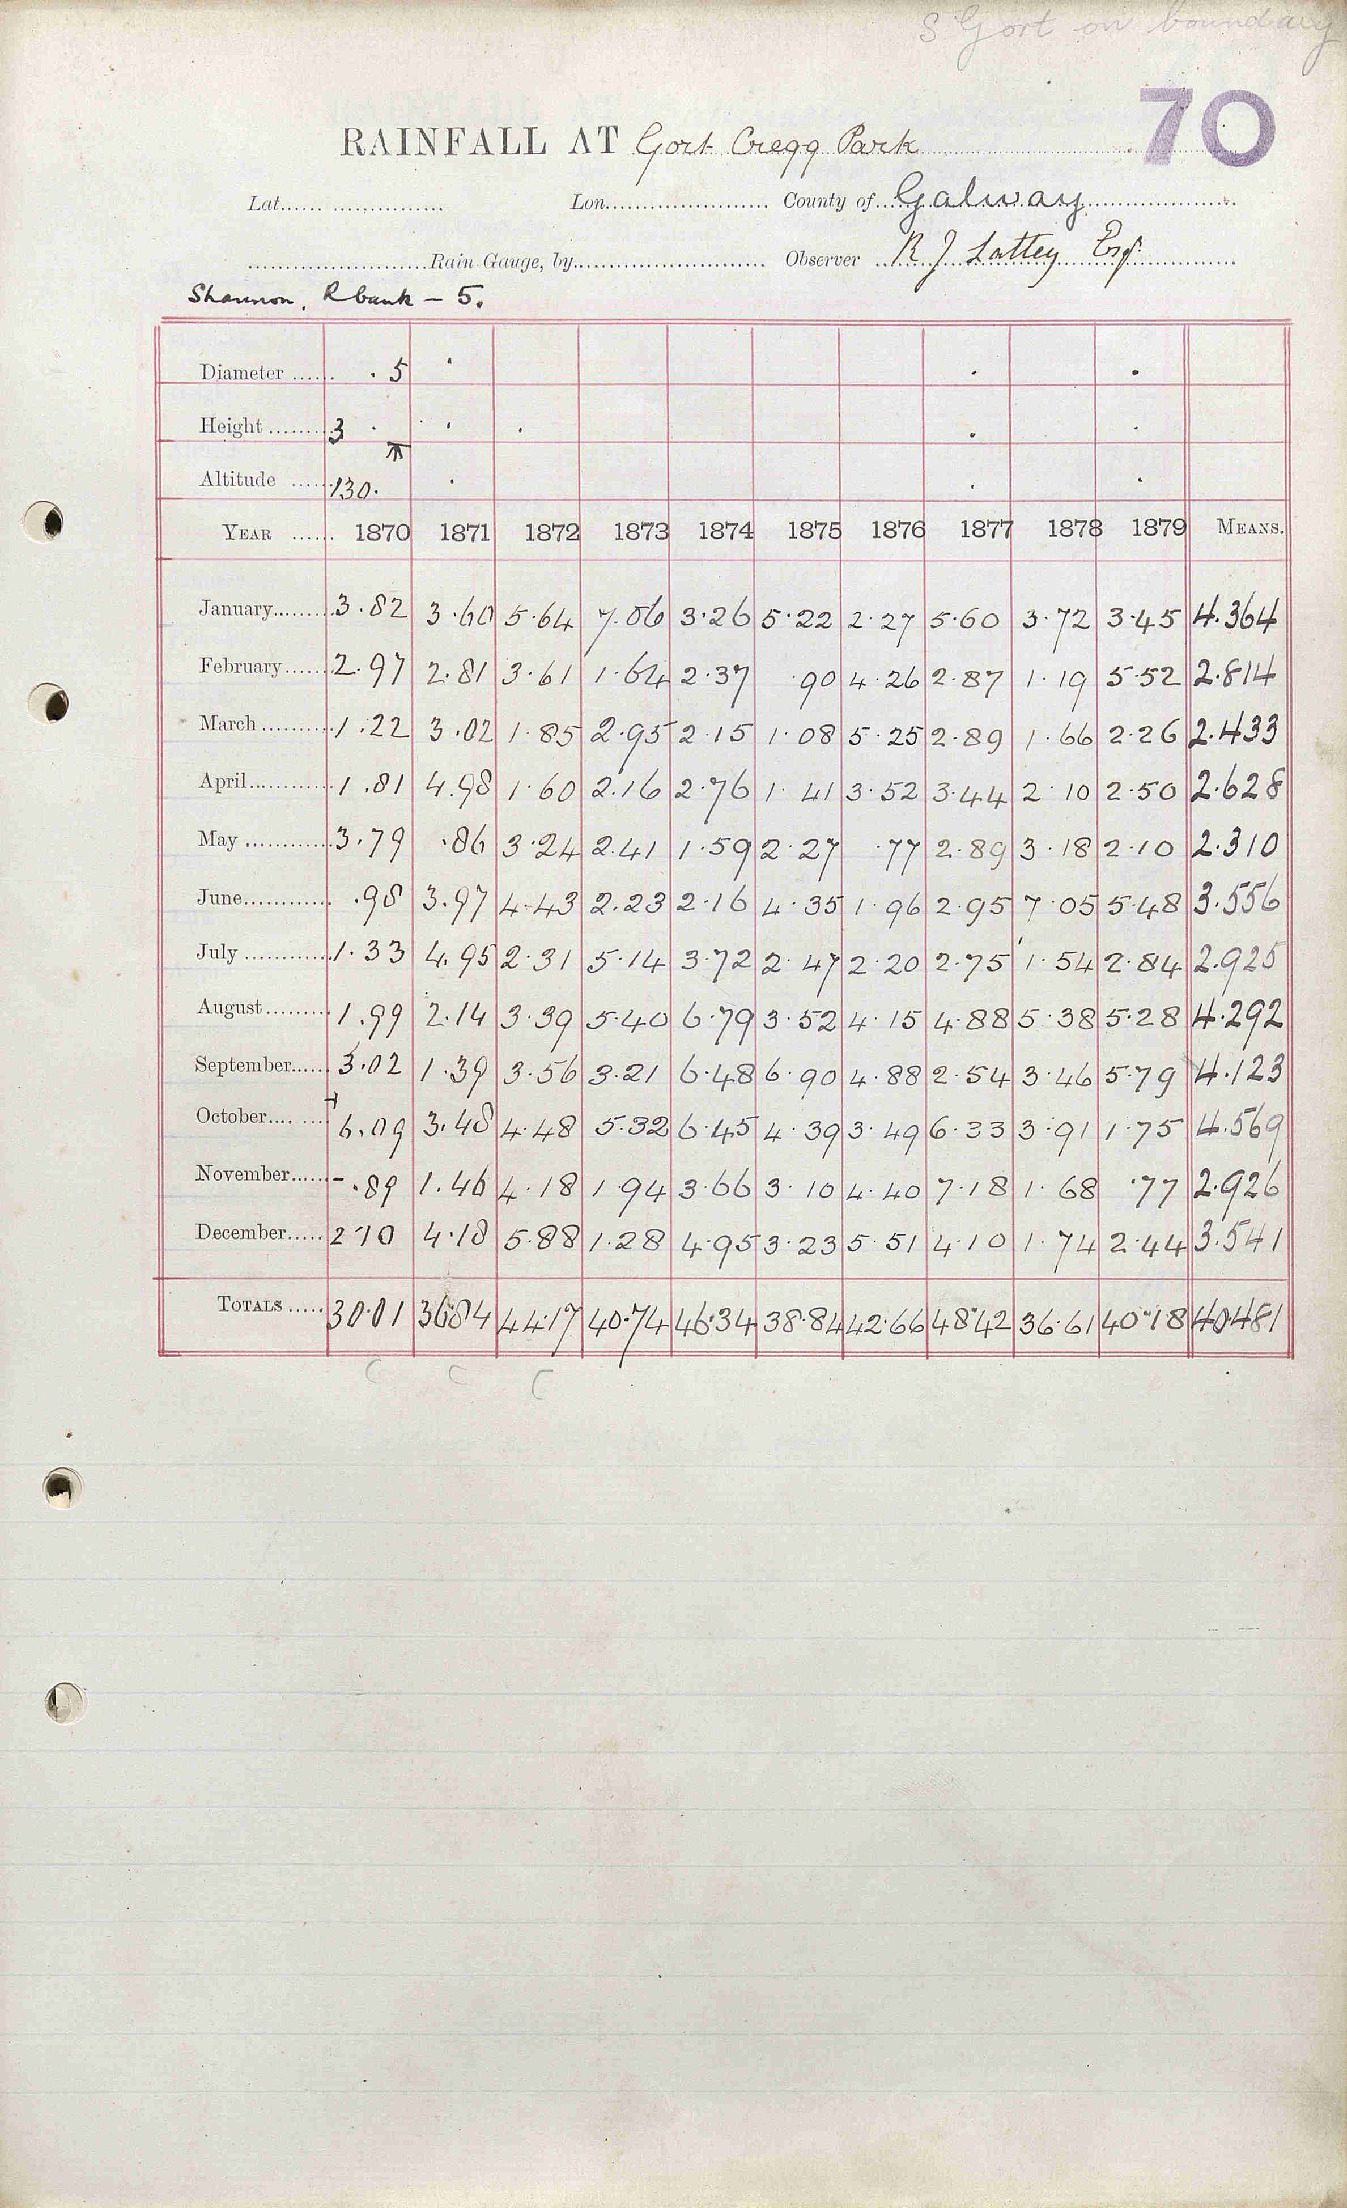 S Gort on boundary
70
RAINFALL AT Gort Cregg Park
Lat. Lon. County of Galway
Rain Gauge, by Observer R J Lattey Esq.
Shannon, R bank – 5.
Diameter . 5
Height 3 .
Altitude 130.
YEAR 1870 1871 1872 1873 1874 1875 1876 1877 1878 1879 MEANS.
January 3.82 3.60 5.64 7.06 3.26 5.22 2.27 5.60 3.72 3.45 4.364
February 2.97 2.81 3.61 1.64 2.37 .90 4.26 2.87 1.19 5.52 2.814
March 1.22 3.02 1.85 2.95 2.15 1.08 5.25 2.89 1.66 2.26 2.433
April 1.81 4.98 1.60 2.16 2.76 1.41 3.52 3.44 2.10 2.50 2.628
May 3.79 .86 3.24 2.41 1.59 2.27 .77 2.89 3.18 2.10 2.310
June .98 3.97 4.43 2.23 2.16 4.35 1.96 2.95 7.05 5.48 3.556
July 1.33 4.95 2.31 5.14 3.72 2.47 2.20 2.75 1.54 2.84 2.925
August 1.99 2.14 3.39 5.40 6.79 3.52 4.15 4.88 5.38 5.28 4.292
September 3.02 1.39 3.56 3.21 6.48 6.90 4.88 2.54 3.46 5.79 4.123
October 6.09 3.48 4.48 5.32 6.45 4.39 3.49 6.33 3.91 1.75 4.569
November .89 1.46 4.18 1.94 3.66 3.10 4.40 7.18 1.68 .77 2.926
December 2.10 4.18 5.88 1.28 4.95 3.23 5.51 4.10 1.74 2.44 3.541
TOTALS 30.01 36.84 44.17 40.74 46.34 38.84 42.66 48.42 36.61 40.18 40.481
C C C